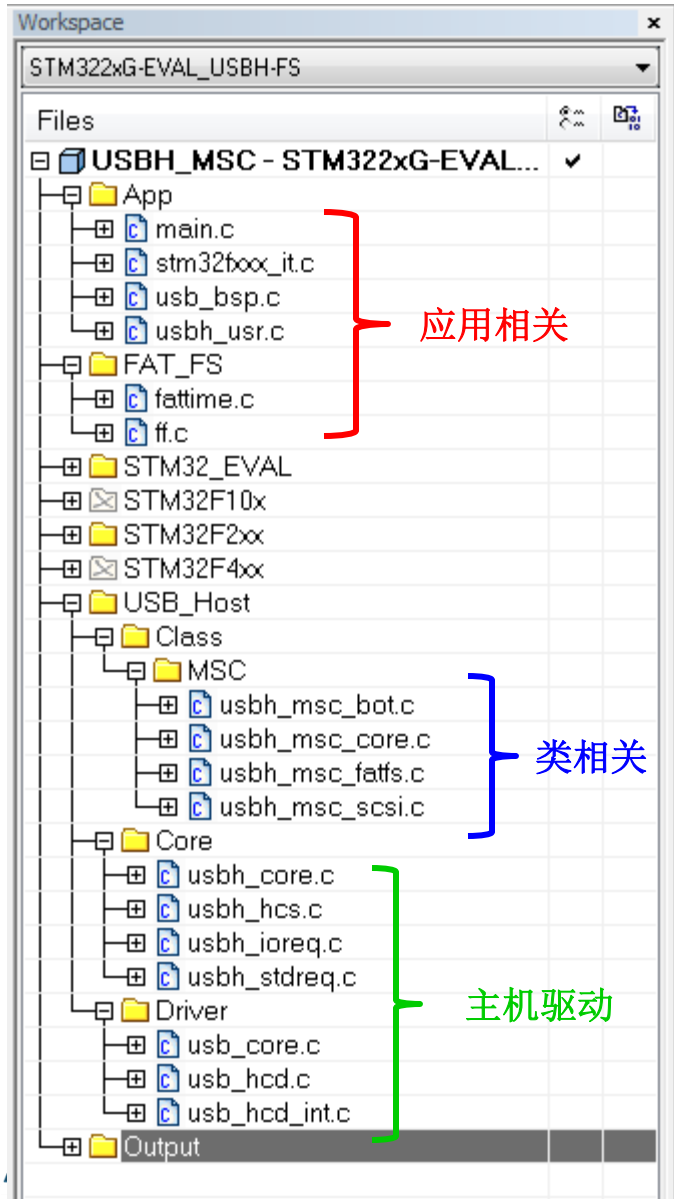 Workspace
STM322xG-EVAL_USBH-FS
Files
USBH_MSC - STM322xG-EVAL...
App
main.c
stm32fxxx_it.c
usb_bsp.c
usbh_usr.c
应用相关
FAT_FS
fattime.c
ff.c
STM32_EVAL
STM32F10x
STM32F2xx
STM32F4xx
USB_Host
Class
MSC
usbh_msc_bot.c
usbh_msc_core.c
usbh_msc_fatfs.c
usbh_msc_scsi.c
类相关
Core
usbh_core.c
usbh_hcs.c
usbh_ioreq.c
usbh_stdreq.c
主机驱动
Driver
usb_core.c
usb_hcd.c
usb_hcd_int.c
Output